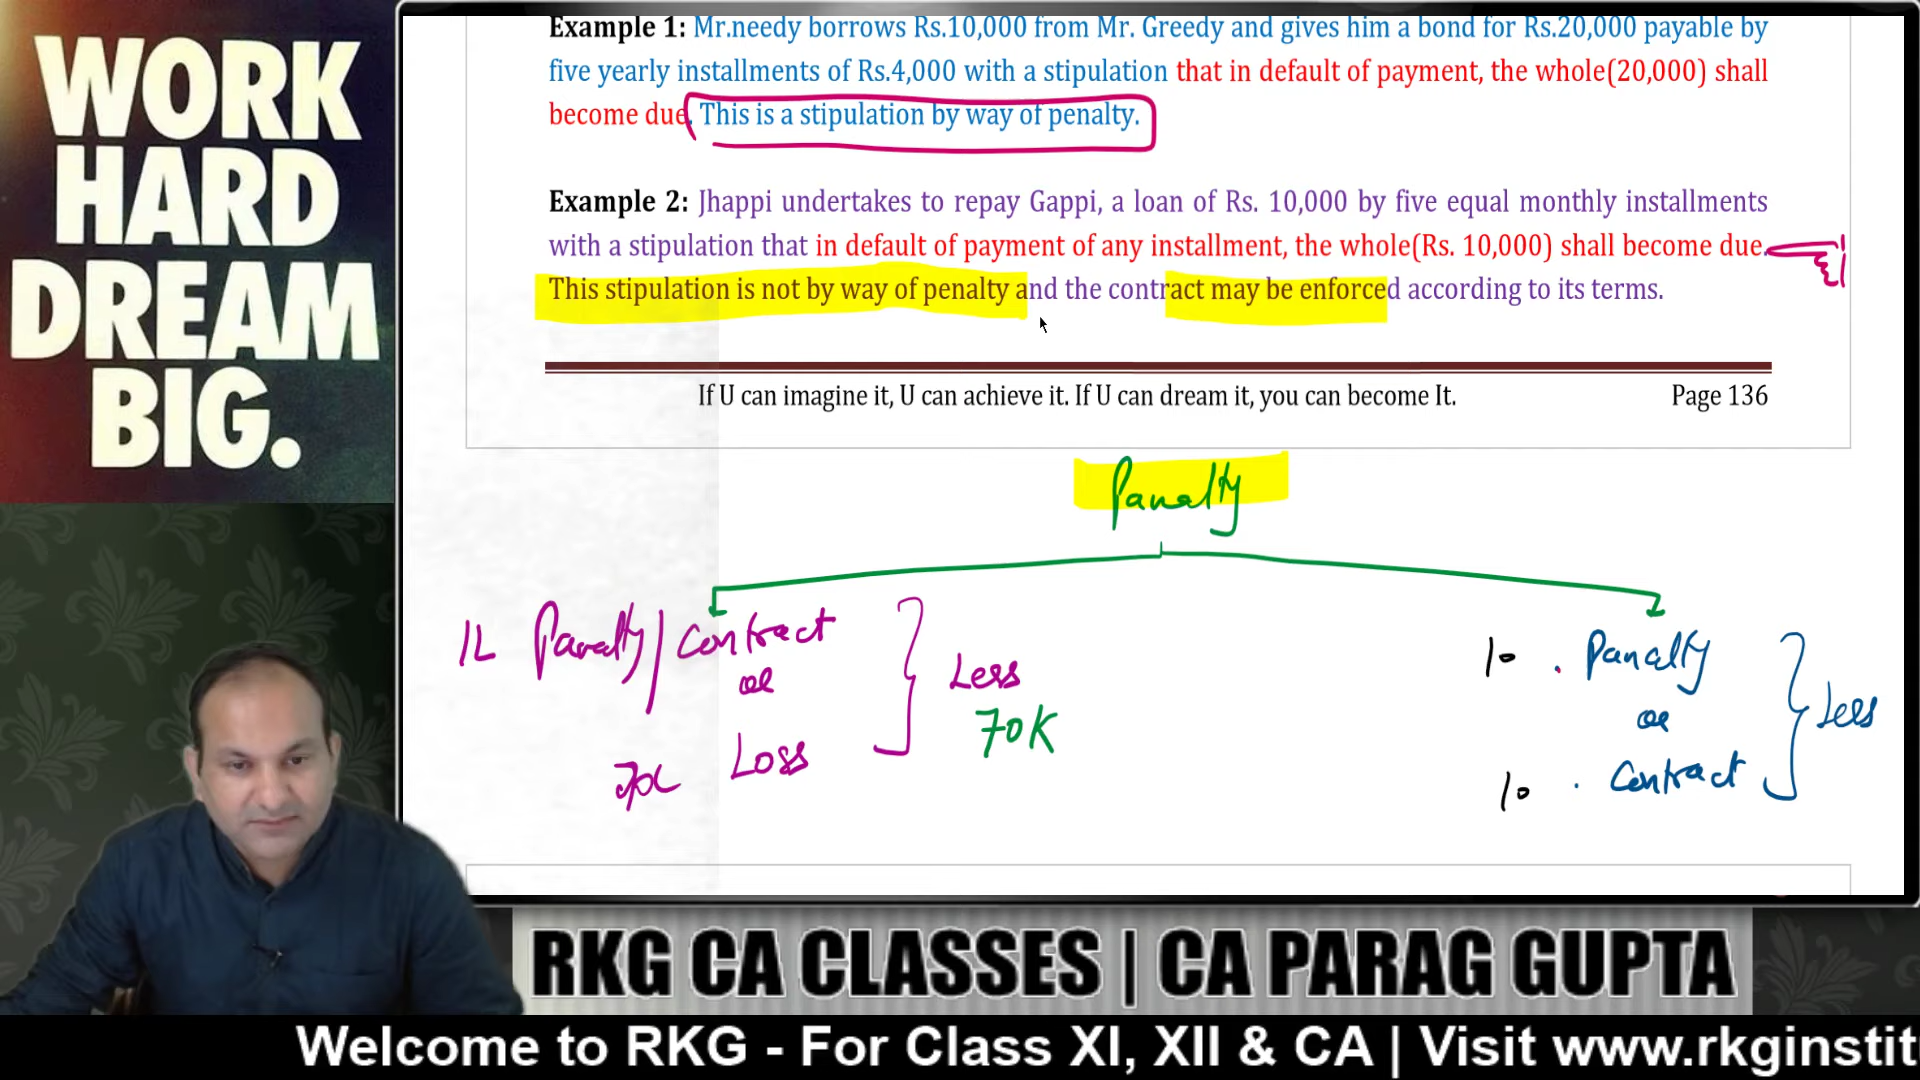 WORK
HARD
DREAM
BIG.
Example 1: Mr.needy borrows Rs.10,000 from Mr. Greedy and gives him a bond for Rs.20,000 payable by
five yearly installments of Rs.4,000 with a stipulation that in default of payment, the whole(20,000) shall
become due. This is a stipulation by way of penalty.
Example 2: Jhappi undertakes to repay Gappi, a loan of Rs. 10,000 by five equal monthly installments
with a stipulation that in default of payment of any installment, the whole(Rs. 10,000) shall become due.
This stipulation is not by way of penalty and the contract may be enforced according to its terms.
If U can imagine it, U can achieve it. If U can dream it, you can become It. Page 136
Panalty
1L Panalty/Contract
or
Loss
Less
70K
10 . Panalty
or
10 . Contract
Less
RKG CA CLASSES | CA PARAG GUPTA
Welcome to RKG - For Class XI, XII & CA | Visit www.rkginstit